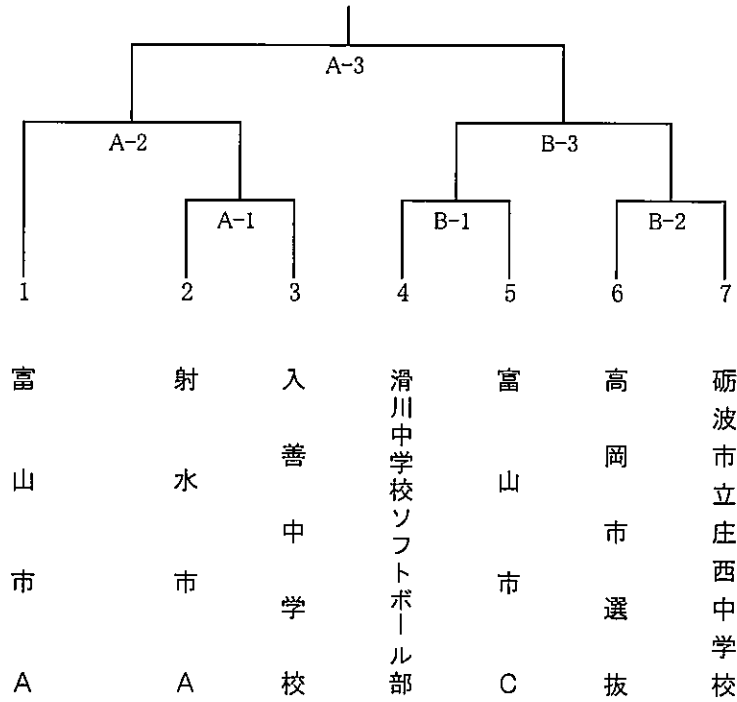 A-3
A-2
B-3
A-1
B-1
B-2
1
2
3
4
5
6
7
富山市A
射水市A
入善中学校
滑川中学校ソフトボール部
富山市C
高岡市選抜
砺波市立庄西中学校